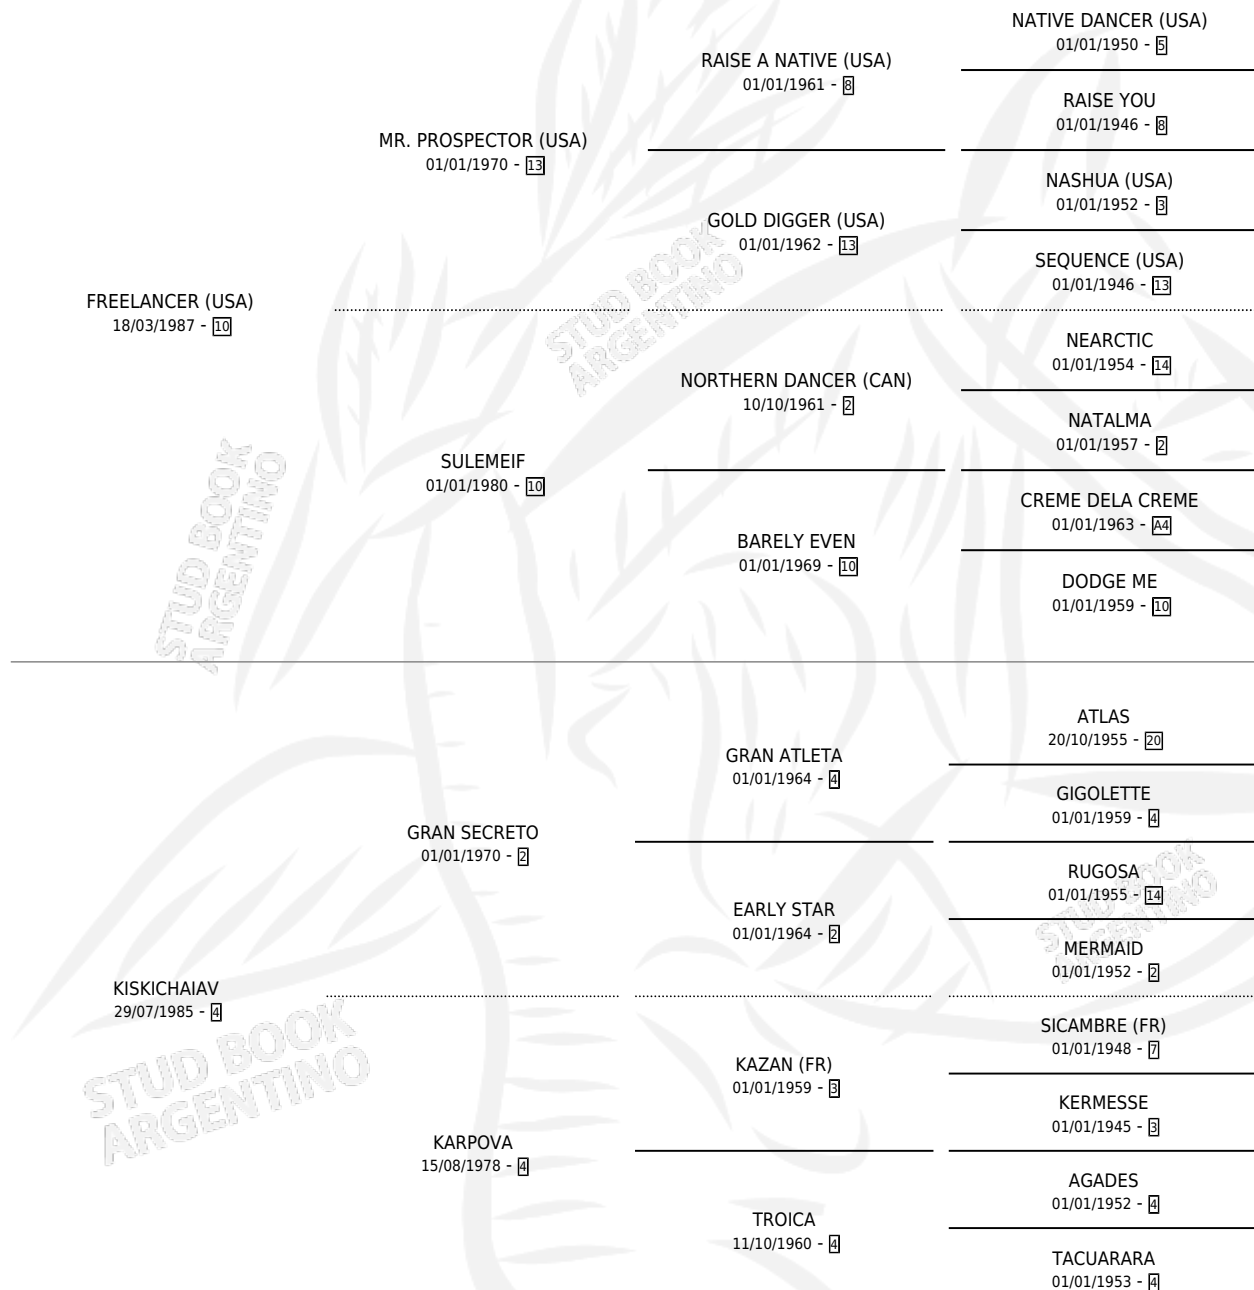 NATIVE DANCER (USA)
01/01/1950 - 5
RAISE A NATIVE (USA)
01/01/1961 - 8
RAISE YOU
01/01/1946 - 8
MR. PROSPECTOR (USA)
01/01/1970 - 13
NASHUA (USA)
01/01/1952 - 3
GOLD DIGGER (USA)
01/01/1962 - 13
SEQUENCE (USA)
01/01/1946 - 13
FREELANCER (USA)
18/03/1987 - 10
STUD BOOK
ARGENTINO
NEARCTIC
01/01/1954 - 14
NORTHERN DANCER (CAN)
10/10/1961 - 2
NATALMA
01/01/1957 - 2
SULEMEIF
01/01/1980 - 10
CREME DELA CREME
01/01/1963 - A4
BARELY EVEN
01/01/1969 - 10
DODGE ME
01/01/1959 - 10
STUD BOOK
ARGENTINO
ATLAS
20/10/1955 - 20
GRAN ATLETA
01/01/1964 - 4
GIGOLETTE
01/01/1959 - 4
GRAN SECRETO
01/01/1970 - 2
RUGOSA
01/01/1955 - 14
EARLY STAR
01/01/1964 - 2
STUD BOOK
ARGENTINO
MERMAID
01/01/1952 - 2
KISKICHAIAV
29/07/1985 - 4
SICAMBRE (FR)
01/01/1948 - 7
KAZAN (FR)
01/01/1959 - 3
KERMESSE
01/01/1945 - 3
STUD BOOK
ARGENTINO
KARPOVA
15/08/1978 - 4
AGADES
01/01/1952 - 4
TROICA
11/10/1960 - 4
TACUARARA
01/01/1953 - 4